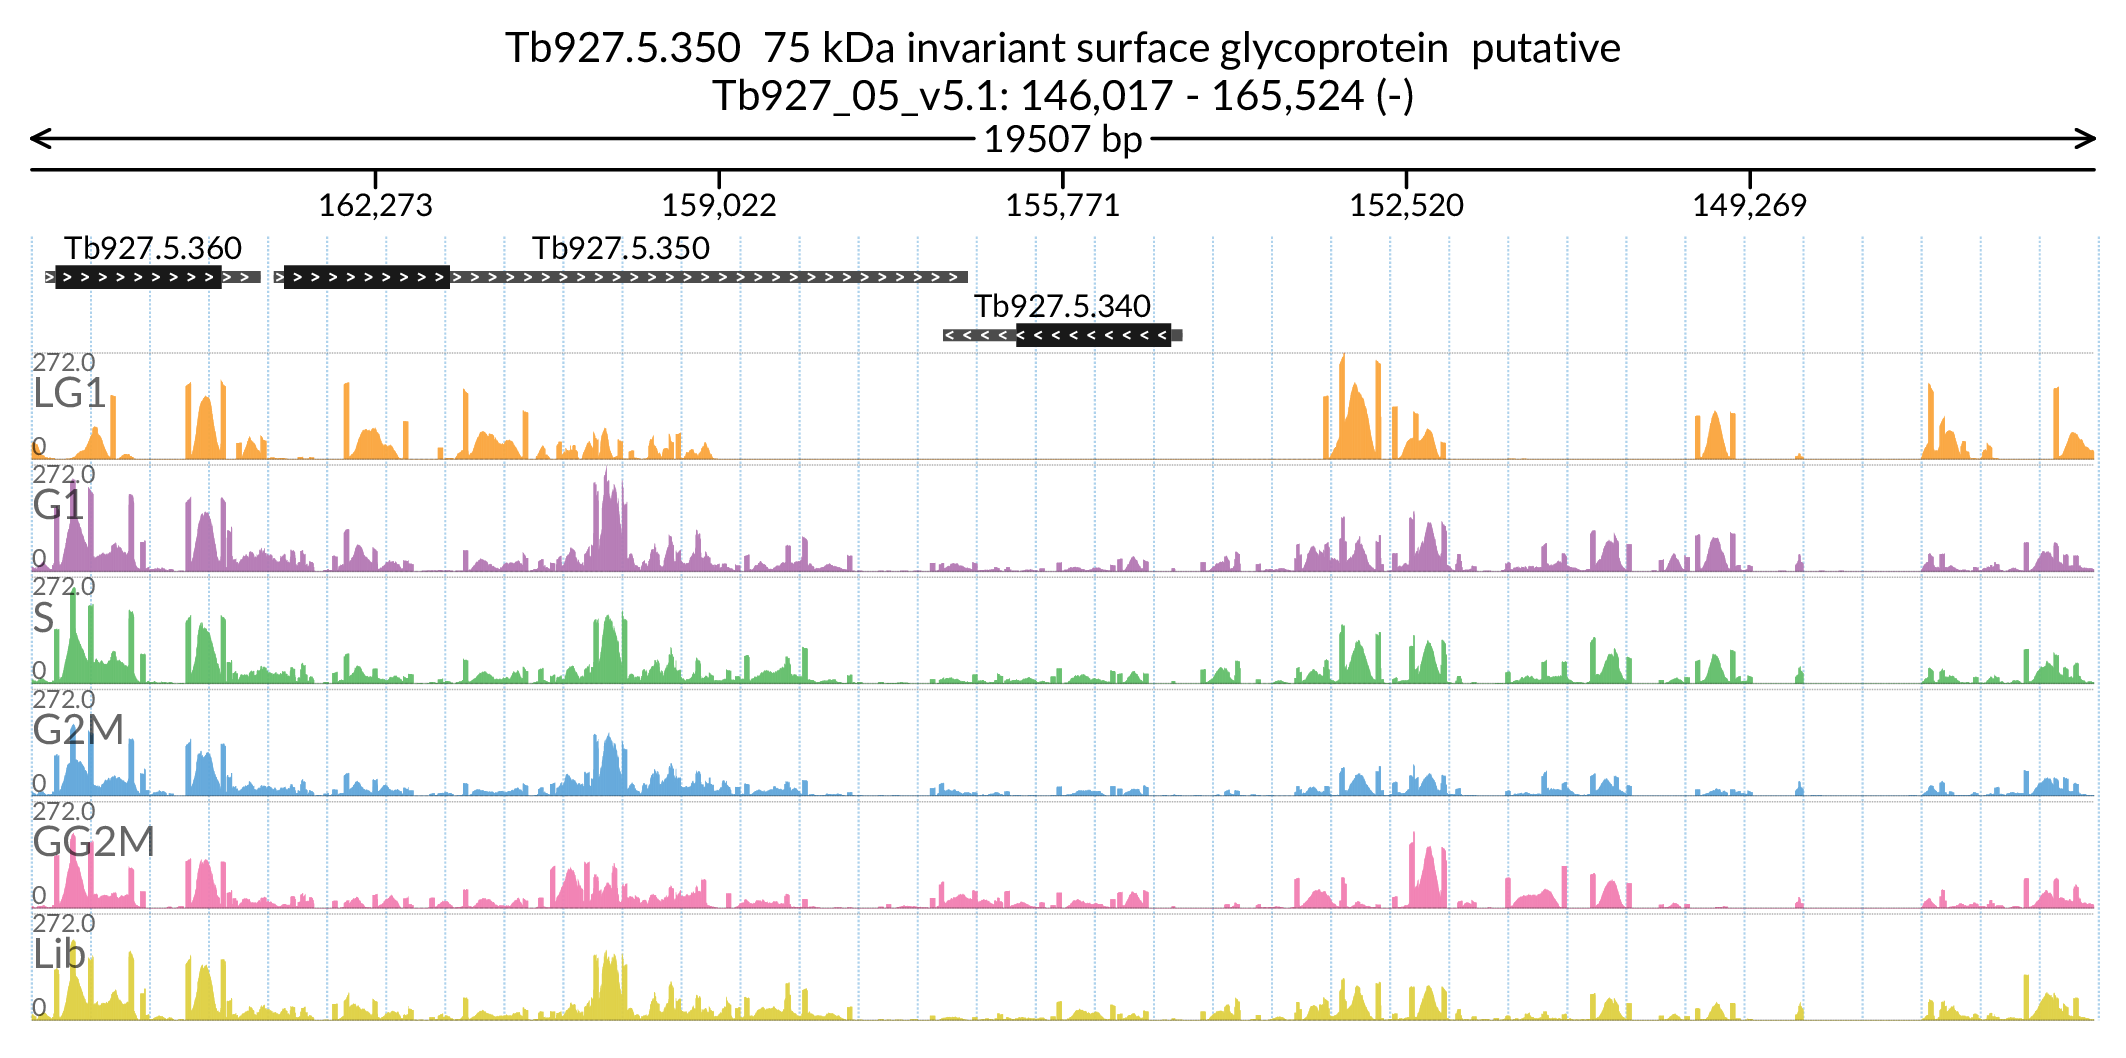 Tb927.5.350  75 kDa invariant surface glycoprotein  putative
Tb927_05_v5.1: 146,017 - 165,524 (-)
19507 bp
162,273 159,022 155,771 152,520 149,269
Tb927.5.360 Tb927.5.350
Tb927.5.340
272.0
LG1
0
272.0
G1
0
272.0
S
0
272.0
G2M
0
272.0
GG2M
0
272.0
Lib
0